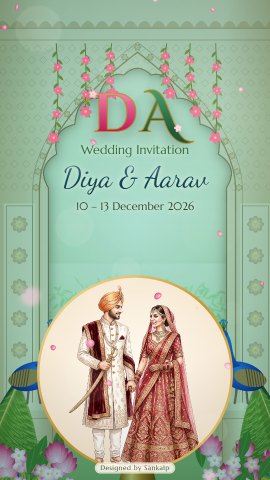 DA
Wedding Invitation
Diya & Aarav
10 – 13 December 2026
Designed by Sankalp